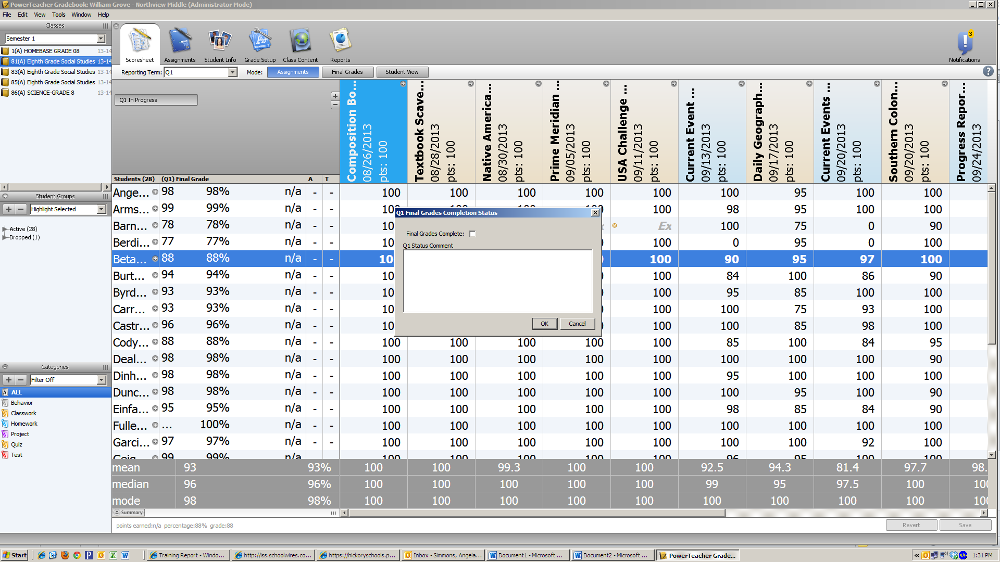 PowerTeacher Gradebook: William Grove - Northview Middle (Administrator Mode)
File Edit View Tools Window Help
Classes
Semester 1
1(A) HOMEBASE GRADE 08 13-14
81(A) Eighth Grade Social Studies 13-14
83(A) Eighth Grade Social Studies 13-14
85(A) Eighth Grade Social Studies 13-14
86(A) SCIENCE-GRADE 8 13-14
Student Groups
Highlight Selected
Active (28)
Dropped (1)
Categories
Filter Off
ALL
Behavior
Classwork
Homework
Project
Quiz
Test
Scoresheet Assignments Student Info Grade Setup Class Content Reports
3
Notifications
Reporting Term: Q1 Mode: Assignments Final Grades Student View
?
Q1 In Progress
Composition Bo...
08/26/2013
pts: 100
Textbook Scave...
08/28/2013
pts: 100
Native America...
08/30/2013
pts: 100
Prime Meridian ...
09/05/2013
pts: 100
USA Challenge ...
09/11/2013
pts: 100
Current Event ...
09/13/2013
pts: 100
Daily Geograph...
09/17/2013
pts: 100
Current Events ...
09/20/2013
pts: 100
Southern Colon...
09/20/2013
pts: 100
Progress Repor...
09/24/2013
Students (28) (Q1) Final Grade A T
Ange... 98 98% n/a - - 100 100 100 100 100 100 95 100 100
Arms... 99 99% n/a - - 100 98 95 100 100
Barn... 78 78% n/a - - Ex 100 75 0 90
Berdi... 77 77% n/a - - 100 0 95 0 100
Beta... 88 88% n/a - - 100 90 95 97 100
Burt... 94 94% n/a - - 100 84 100 86 90
Byrd... 93 93% n/a - - 100 95 85 100 100
Carr... 93 93% n/a - - 100 100 75 93 100
Castr... 96 96% n/a - - 100 100 85 98 100
Cody... 88 88% n/a - - 100 100 100 100 100 85 100 84 95
Deal... 98 98% n/a - - 100 100 100 100 100 100 100 100 90
Dinh... 98 98% n/a - - 100 100 100 100 100 95 100 100 100
Dunc... 98 98% n/a - - 100 100 100 100 100 100 95 100 90
Einfa... 95 95% n/a - - 100 100 100 100 100 98 85 84 90
Fulle... ... 100% n/a - - 100 100 100 100 100 100 100 100 100
Garci... 97 97% n/a - - 100 100 100 100 100 100 100 92 100
Geig... 99 99% n/a - - 100 100 100 100 100 96 95 100 100
mean 93 93% 100 100 99.3 100 100 92.5 94.3 81.4 97.7 98.
median 96 96% 100 100 100 100 100 99 95 97.5 100 100
mode 98 98% 100 100 100 100 100 100 100 100 100 100
Summary
points earned:n/a percentage:88% grade:88
Revert Save
Q1 Final Grades Completion Status
Final Grades Complete:
Q1 Status Comment
OK Cancel
Start Training Report - Windo... http://iss.schoolwires.co... https://hickoryschools.p... Inbox - Simmons, Angela... Document1 - Microsoft ... Document2 - Microsoft ... PowerTeacher Grade... 1:31 PM